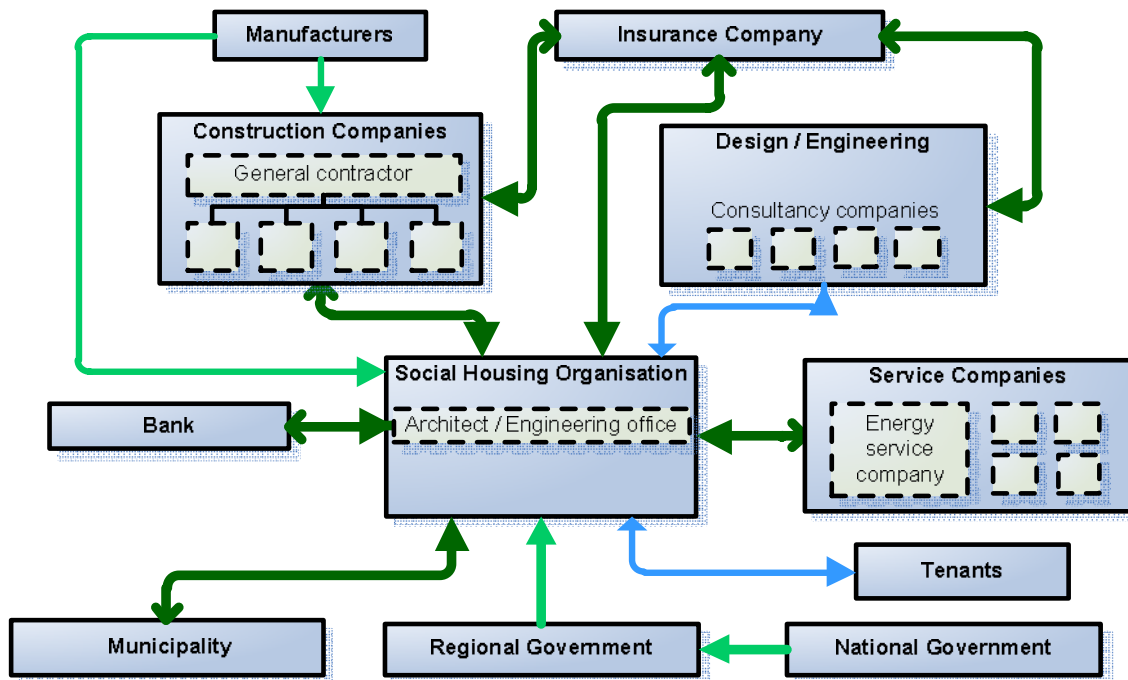 Manufacturers
Insurance Company
Construction Companies
General contractor
Design / Engineering
Consultancy companies
Social Housing Organisation
Architect / Engineering office
Bank
Service Companies
Energy
service
company
Tenants
Municipality
Regional Government
National Government